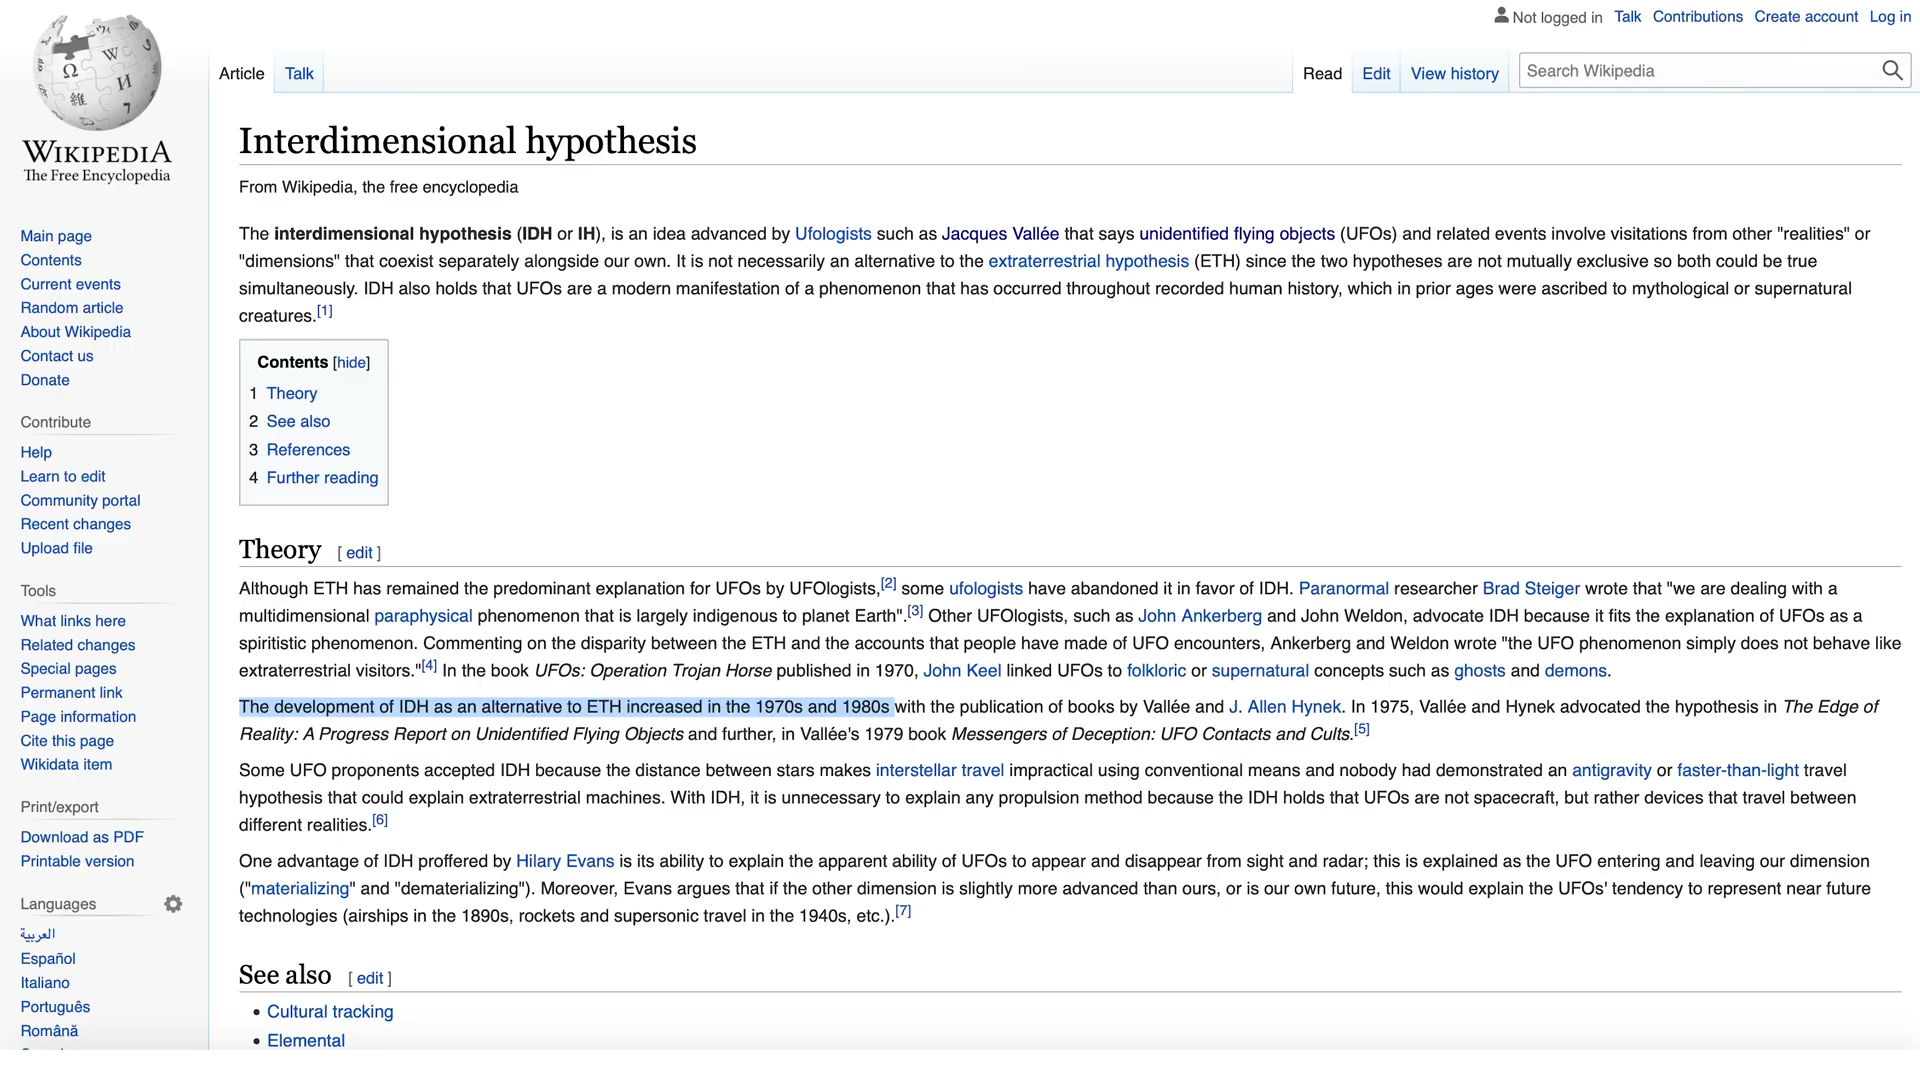 Not logged in Talk Contributions Create account Log in
Article Talk Read Edit View history Search Wikipedia
WIKIPEDIA
The Free Encyclopedia
Main page
Contents
Current events
Random article
About Wikipedia
Contact us
Donate
Contribute
Help
Learn to edit
Community portal
Recent changes
Upload file
Tools
What links here
Related changes
Special pages
Permanent link
Page information
Cite this page
Wikidata item
Print/export
Download as PDF
Printable version
Languages
العربية
Español
Italiano
Português
Română
Interdimensional hypothesis
From Wikipedia, the free encyclopedia
The interdimensional hypothesis (IDH or IH), is an idea advanced by Ufologists such as Jacques Vallée that says unidentified flying objects (UFOs) and related events involve visitations from other "realities" or
"dimensions" that coexist separately alongside our own. It is not necessarily an alternative to the extraterrestrial hypothesis (ETH) since the two hypotheses are not mutually exclusive so both could be true
simultaneously. IDH also holds that UFOs are a modern manifestation of a phenomenon that has occurred throughout recorded human history, which in prior ages were ascribed to mythological or supernatural
creatures.[1]
Contents [hide]
1 Theory
2 See also
3 References
4 Further reading
Theory [ edit ]
Although ETH has remained the predominant explanation for UFOs by UFOlogists,[2] some ufologists have abandoned it in favor of IDH. Paranormal researcher Brad Steiger wrote that "we are dealing with a
multidimensional paraphysical phenomenon that is largely indigenous to planet Earth".[3] Other UFOlogists, such as John Ankerberg and John Weldon, advocate IDH because it fits the explanation of UFOs as a
spiritistic phenomenon. Commenting on the disparity between the ETH and the accounts that people have made of UFO encounters, Ankerberg and Weldon wrote "the UFO phenomenon simply does not behave like
extraterrestrial visitors."[4] In the book UFOs: Operation Trojan Horse published in 1970, John Keel linked UFOs to folkloric or supernatural concepts such as ghosts and demons.
The development of IDH as an alternative to ETH increased in the 1970s and 1980s with the publication of books by Vallée and J. Allen Hynek. In 1975, Vallée and Hynek advocated the hypothesis in The Edge of
Reality: A Progress Report on Unidentified Flying Objects and further, in Vallée's 1979 book Messengers of Deception: UFO Contacts and Cults.[5]
Some UFO proponents accepted IDH because the distance between stars makes interstellar travel impractical using conventional means and nobody had demonstrated an antigravity or faster-than-light travel
hypothesis that could explain extraterrestrial machines. With IDH, it is unnecessary to explain any propulsion method because the IDH holds that UFOs are not spacecraft, but rather devices that travel between
different realities.[6]
One advantage of IDH proffered by Hilary Evans is its ability to explain the apparent ability of UFOs to appear and disappear from sight and radar; this is explained as the UFO entering and leaving our dimension
("materializing" and "dematerializing"). Moreover, Evans argues that if the other dimension is slightly more advanced than ours, or is our own future, this would explain the UFOs' tendency to represent near future
technologies (airships in the 1890s, rockets and supersonic travel in the 1940s, etc.).[7]
See also [ edit ]
• Cultural tracking
• Elemental